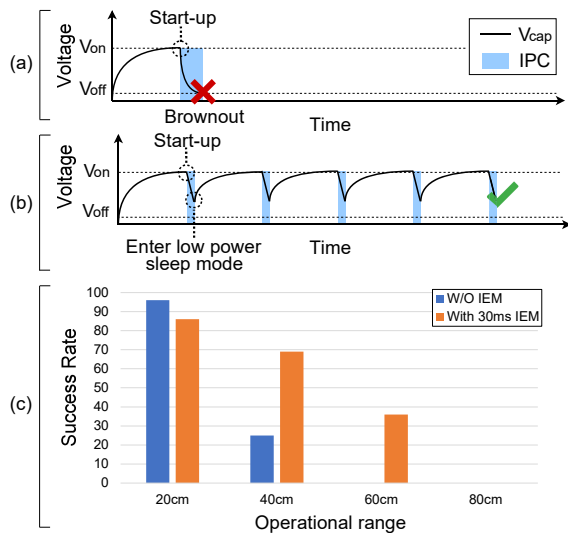 (a)
Voltage
Start-up
Von
Voff
Brownout
Time
Vcap
IPC
(b)
Voltage
Start-up
Von
Voff
Enter low power
sleep mode
Time
(c)
Success Rate
100
90
80
70
60
50
40
30
20
10
0
W/O IEM
With 30ms IEM
20cm
40cm
60cm
80cm
Operational range